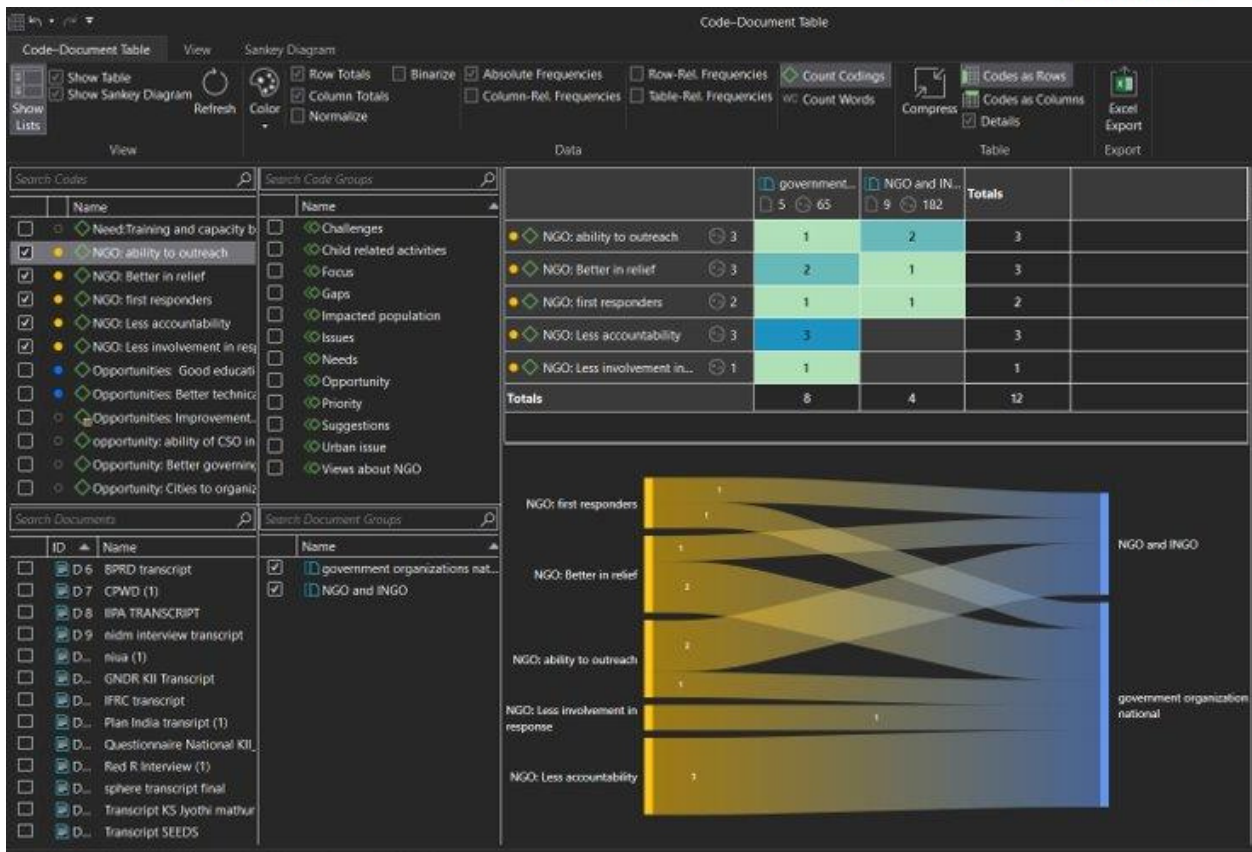 Code–Document Table
Code–Document Table View Sankey Diagram
Show Lists
Show Table
Show Sankey Diagram
Refresh
Color
Row Totals
Column Totals
Normalize
Binarize
Absolute Frequencies
Column-Rel. Frequencies
Row-Rel. Frequencies
Table-Rel. Frequencies
Count Codings
WC Count Words
Compress
Codes as Rows
Codes as Columns
Details
Excel Export
View Data Table Export
Search Codes
Name
Need:Training and capacity b
NGO: ability to outreach
NGO: Better in relief
NGO: first responders
NGO: Less accountability
NGO: Less involvement in res
Opportunities: Good educati
Opportunities: Better technica
Opportunities: Improvement...
opportunity: ability of CSO in
Opportunity: Better governing
Opportunity: Cities to organiz
Search Code Groups
Name
Challenges
Child related activities
Focus
Gaps
Impacted population
Issues
Needs
Opportunity
Priority
Suggestions
Urban issue
Views about NGO
Search Documents
ID Name
D 6 BPRD transcript
D 7 CPWD (1)
D 8 IIPA TRANSCRIPT
D 9 nidm interview transcript
D... niua (1)
D... GNDR KII Transcript
D... IFRC transcript
D... Plan India transript (1)
D... Questionnaire National KII_
D... Red R Interview (1)
D... sphere transcript final
D... Transcript KS Jyothi mathur
D... Transcript SEEDS
Search Document Groups
Name
government organizations nat...
NGO and INGO
government... NGO and IN... Totals
5 65 9 182
NGO: ability to outreach 3 1 2 3
NGO: Better in relief 3 2 1 3
NGO: first responders 2 1 1 2
NGO: Less accountability 3 3 3
NGO: Less involvement in... 1 1 1
Totals 8 4 12
NGO: first responders
1
1
NGO: Better in relief
1
2
NGO: ability to outreach
2
1
NGO: Less involvement in
response
1
NGO: Less accountability
3
NGO and INGO
government organization
national